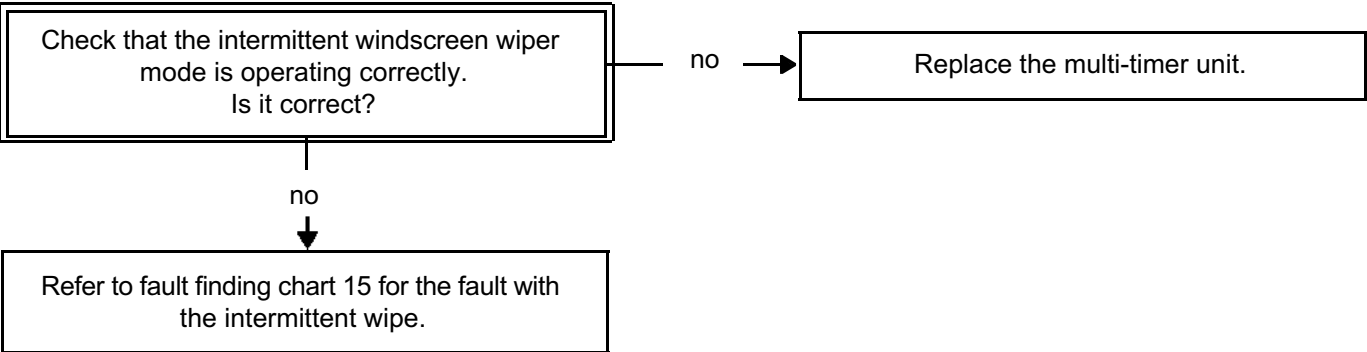 Check that the intermittent windscreen wiper
mode is operating correctly.
Is it correct?
no
Replace the multi-timer unit.
no
Refer to fault finding chart 15 for the fault with
the intermittent wipe.